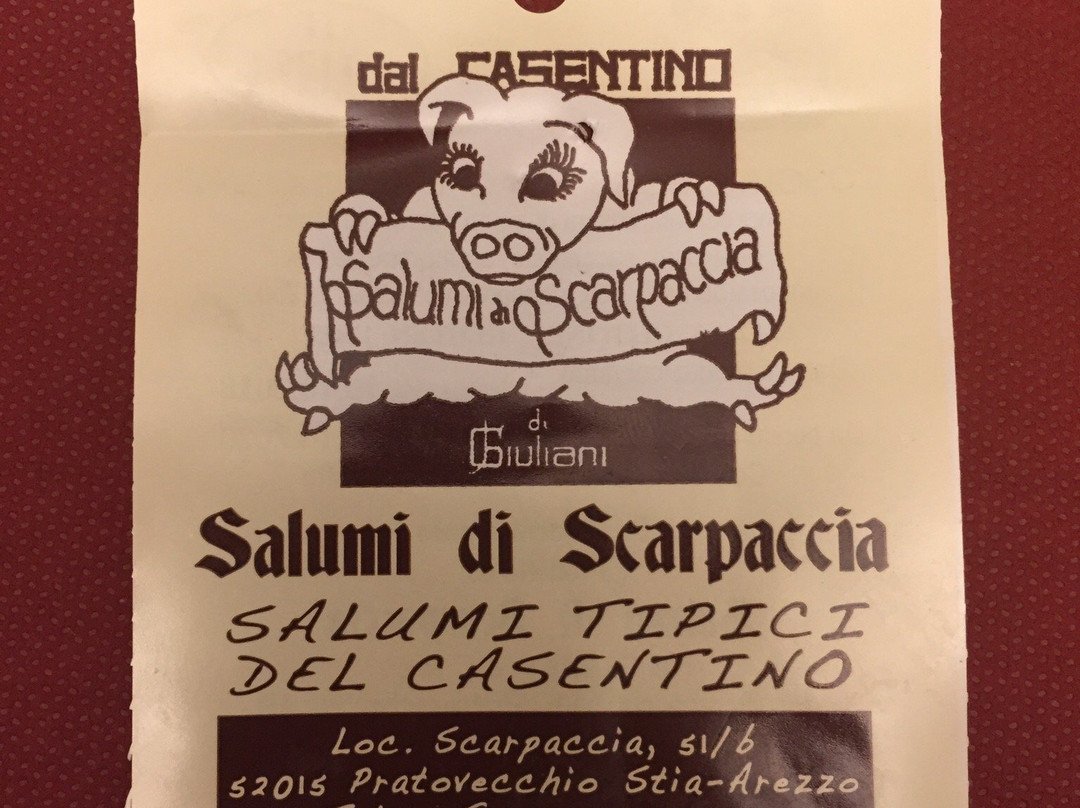 dal CASENTINO
Salumi di Scarpaccia
di
Giuliani
Salumi di Scarpaccia
SALUMI TIPICI
DEL CASENTINO
Loc. Scarpaccia, 51/b
52015 Pratovecchio Stia-Arezzo